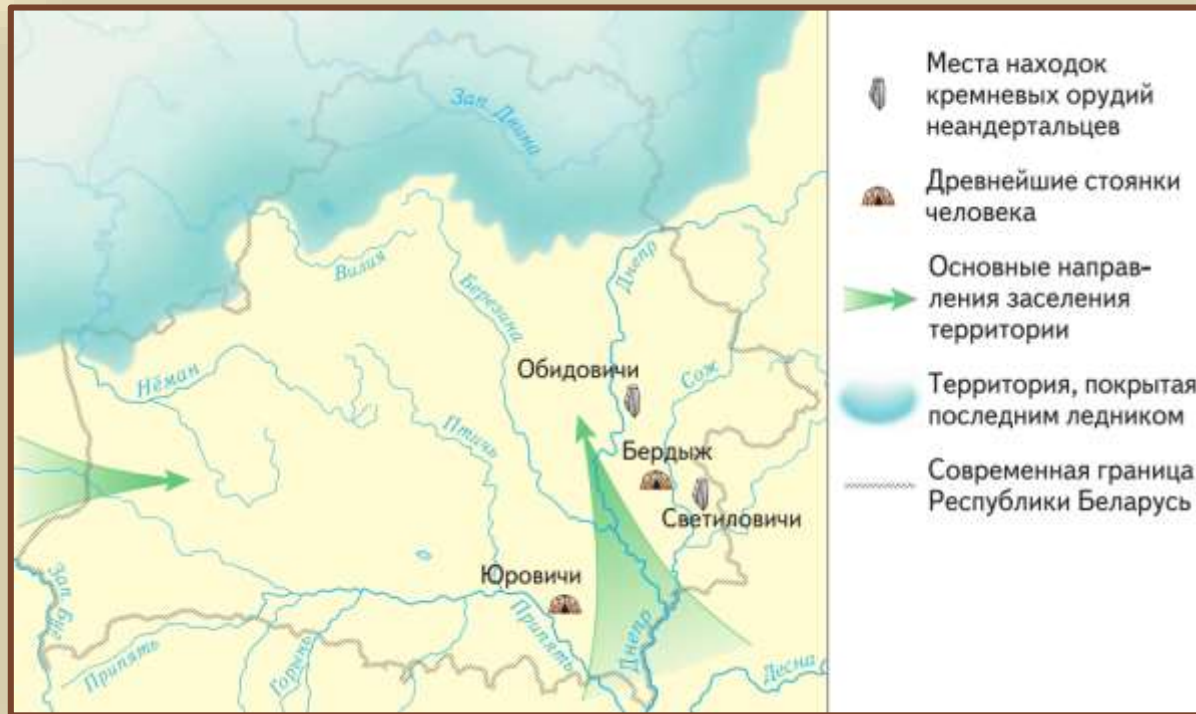 Зап. Двина
Вилия
Березина
Днепр
Нёман
Обидовичи
Сож
Птичь
Бердыж
Светиловичи
Юровичи
Зап. Буг
Припять
Горынь
Припять
Днепр
Десна
Места находок
кремневых орудий
неандертальцев
Древнейшие стоянки
человека
Основные направ-
ления заселения
территории
Территория, покрытая
последним ледником
Современная граница
Республики Беларусь